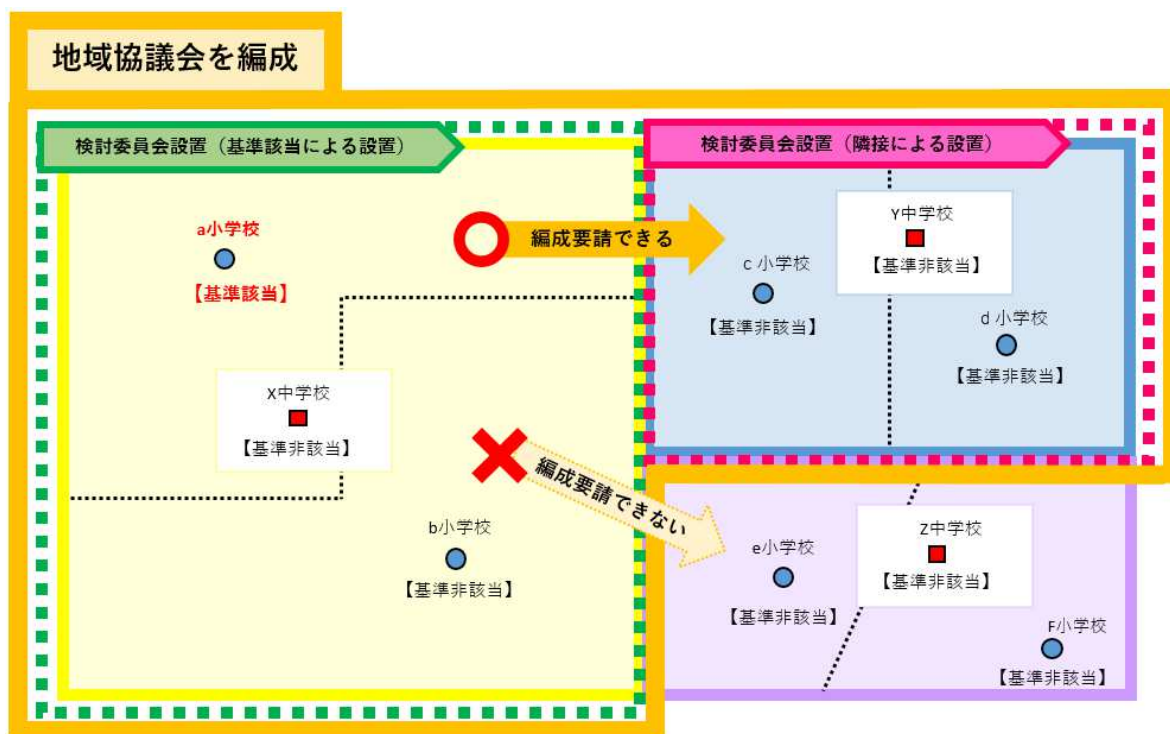 地域協議会を編成
検討委員会設置（基準該当による設置）
検討委員会設置（隣接による設置）
a小学校
【基準該当】
編成要請できる
Y中学校
【基準非該当】
c 小学校
【基準非該当】
d 小学校
【基準非該当】
X中学校
【基準非該当】
編成要請できない
b小学校
【基準非該当】
Z中学校
【基準非該当】
e小学校
【基準非該当】
F小学校
【基準非該当】